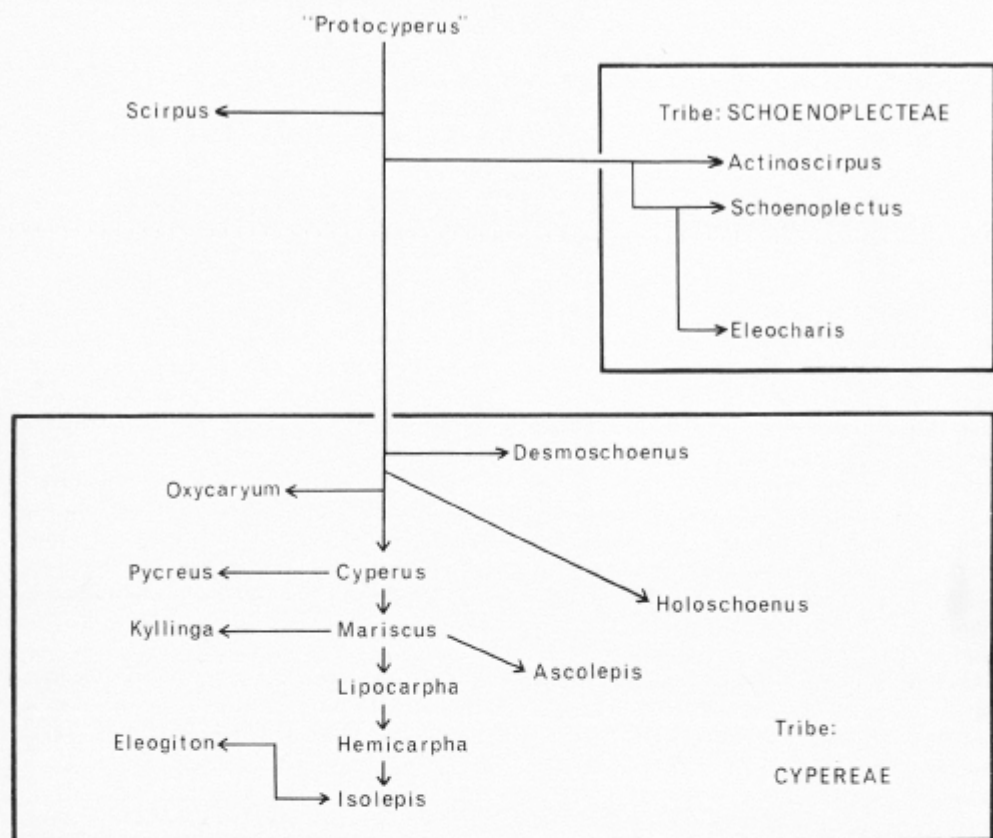 "Protocyperus"
Scirpus
Tribe: SCHOENOPLECTEAE
Actinoscirpus
Schoenoplectus
Eleocharis
Desmoschoenus
Oxycaryum
Pycreus
Cyperus
Holoschoenus
Kyllinga
Mariscus
Ascolepis
Lipocarpha
Eleogiton
Hemicarpha
Isolepis
Tribe:
CYPEREAE